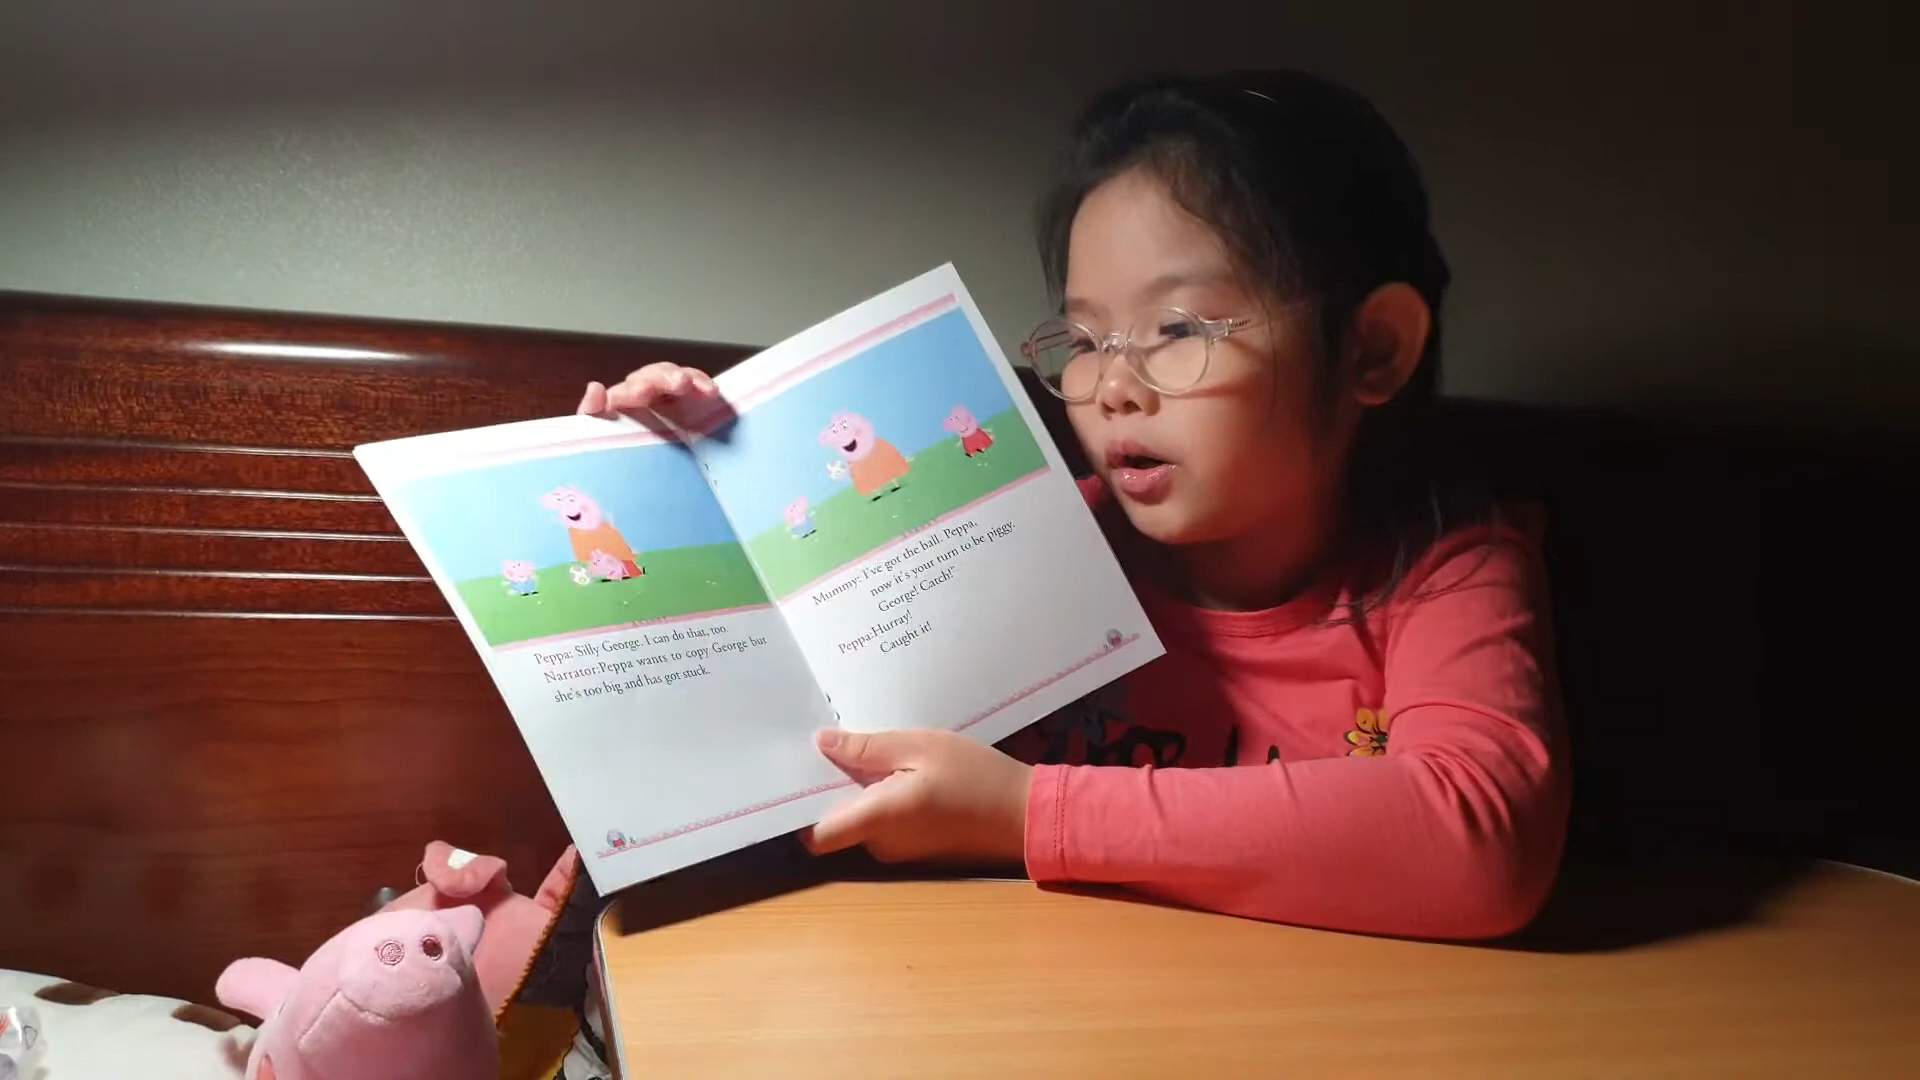 Peppa: Silly George. I can do that, too.
Narrator:Peppa wants to copy George but
she's too big and has got stuck.
Mummy: I've got the ball. Peppa,
now it's your turn to be piggy.
George! Catch!"
Peppa:Hurray!
Caught it!